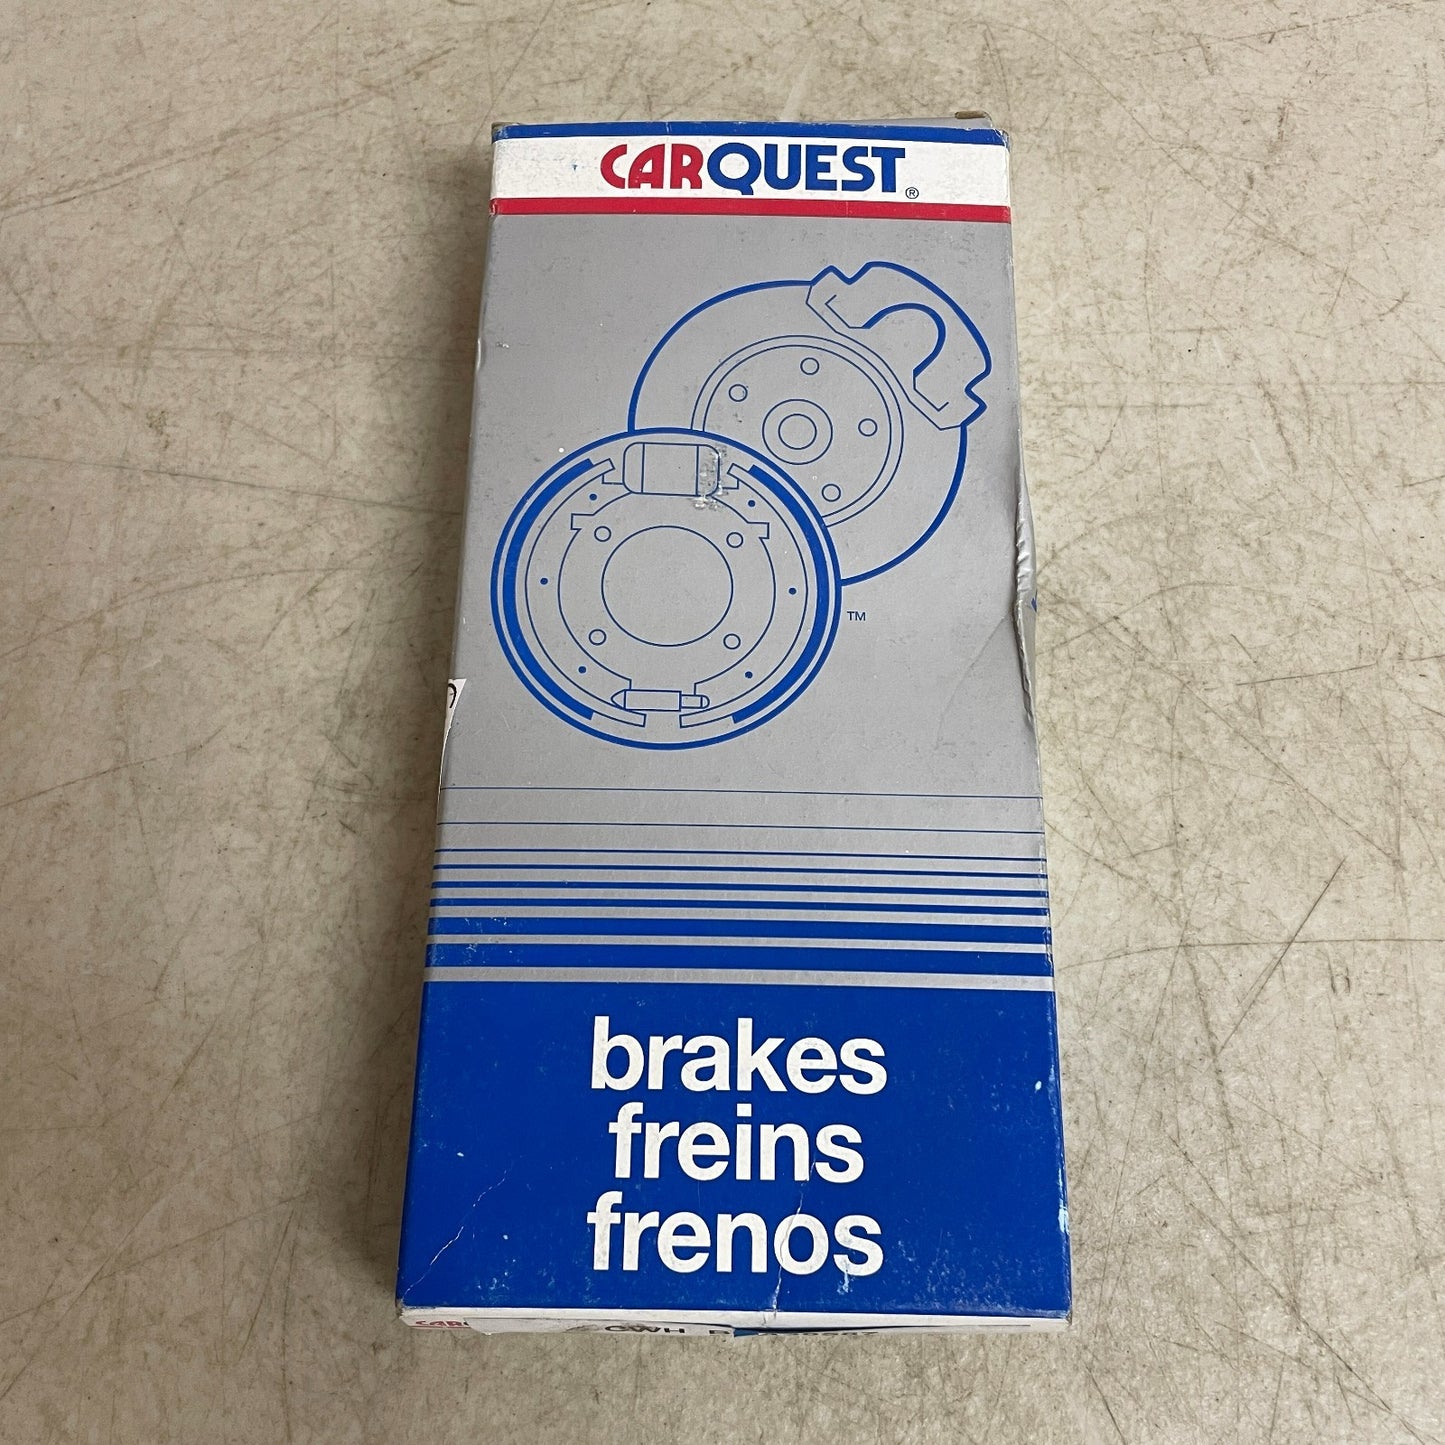 CARQUEST®
TM
brakes
freins
frenos